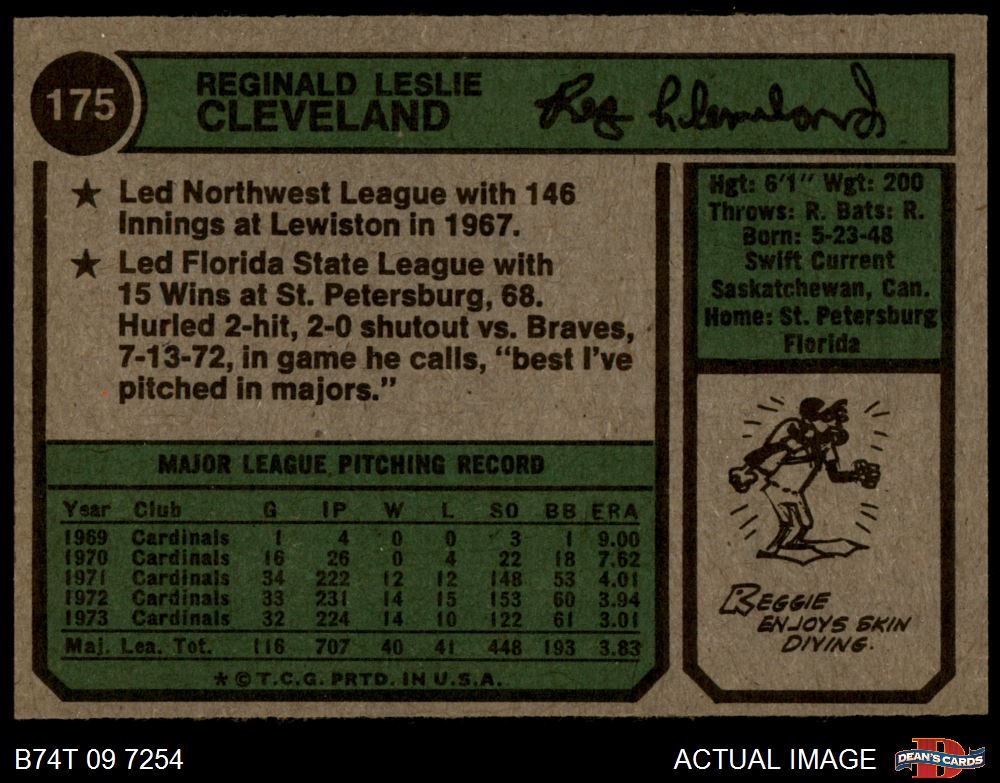 175
REGINALD LESLIE
CLEVELAND
Reg Cleveland
★ Led Northwest League with 146
Innings at Lewiston in 1967.
★ Led Florida State League with
15 Wins at St. Petersburg, 68.
Hurled 2-hit, 2-0 shutout vs. Braves,
7-13-72, in game he calls, “best I’ve
pitched in majors.”
Hgt: 6'1" Wgt: 200
Throws: R. Bats: R.
Born: 5-23-48
Swift Current
Saskatchewan, Can.
Home: St. Petersburg
Florida
MAJOR LEAGUE PITCHING RECORD
Year Club G IP W L SO BB ERA
1969 Cardinals 1 4 0 0 3 1 9.00
1970 Cardinals 16 26 0 4 22 18 7.62
1971 Cardinals 34 222 12 12 148 53 4.01
1972 Cardinals 33 231 14 15 153 60 3.94
1973 Cardinals 32 224 14 10 122 61 3.01
Maj. Lea. Tot. 116 707 40 41 448 193 3.83
* © T.C.G. PRTD. IN U.S.A.
REGGIE
ENJOYS SKIN
DIVING.
B74T 09 7254
ACTUAL IMAGE
D
DEAN'S CARDS